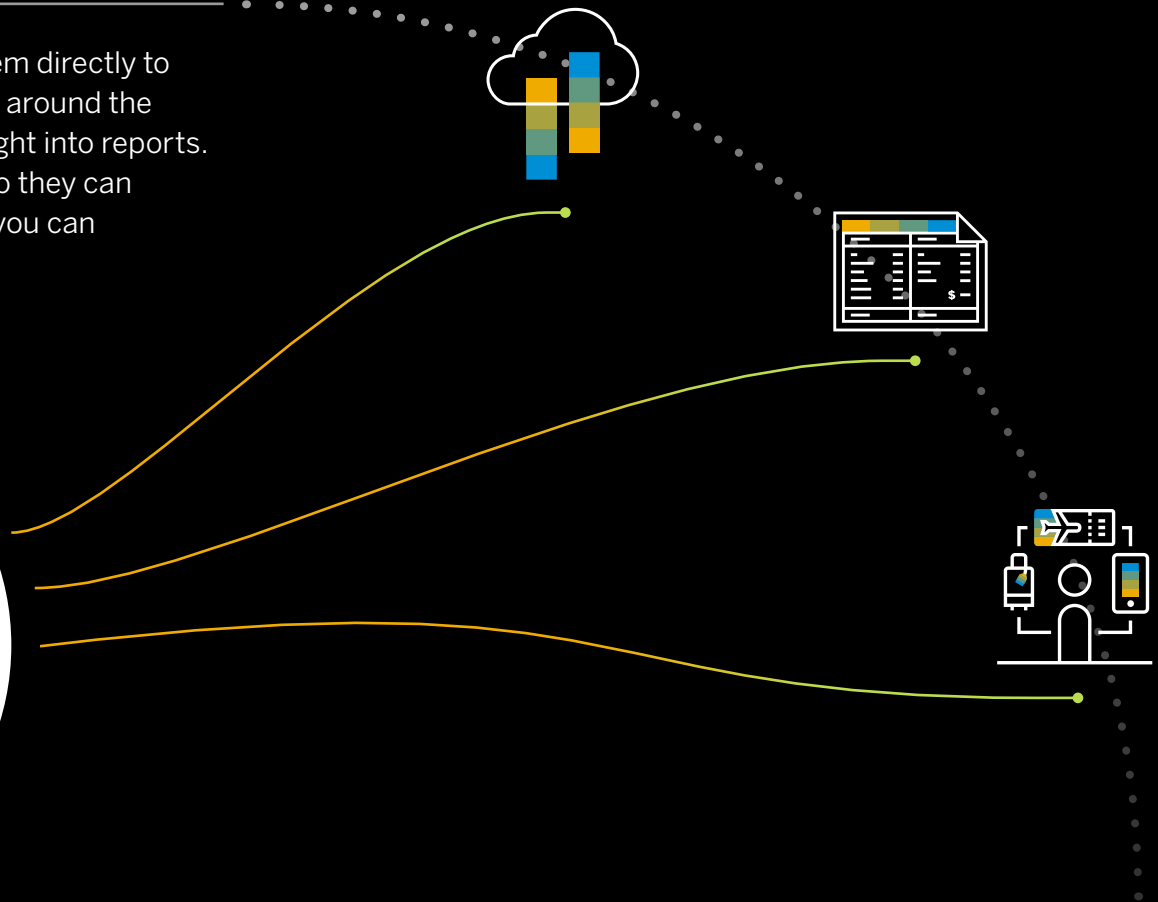 em directly to
around the
ght into reports.
o they can
you can
$